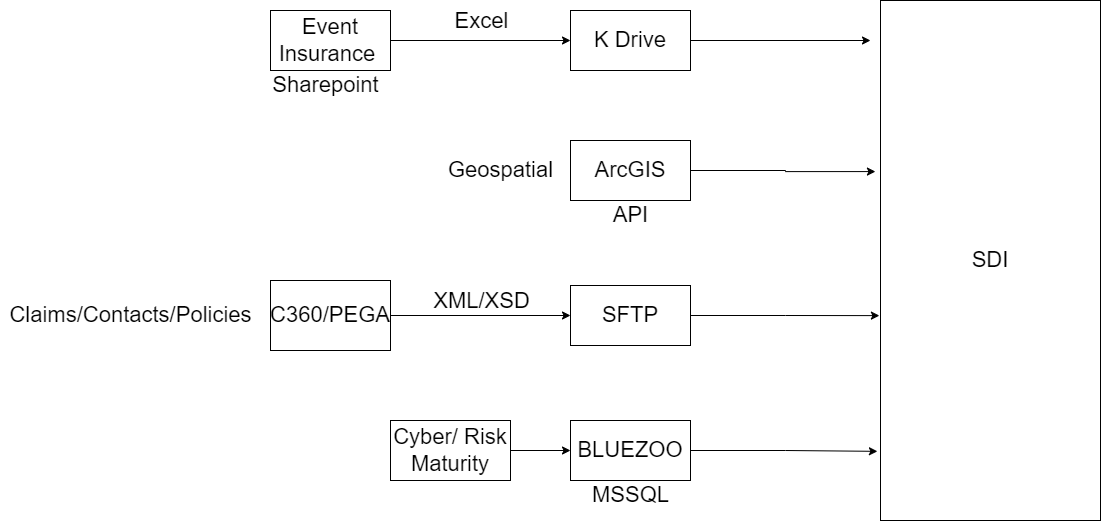 Event
Insurance
Sharepoint
Excel
K Drive
Geospatial
ArcGIS
API
SDI
Claims/Contacts/Policies
C360/PEGA
XML/XSD
SFTP
Cyber/ Risk
Maturity
BLUEZOO
MSSQL